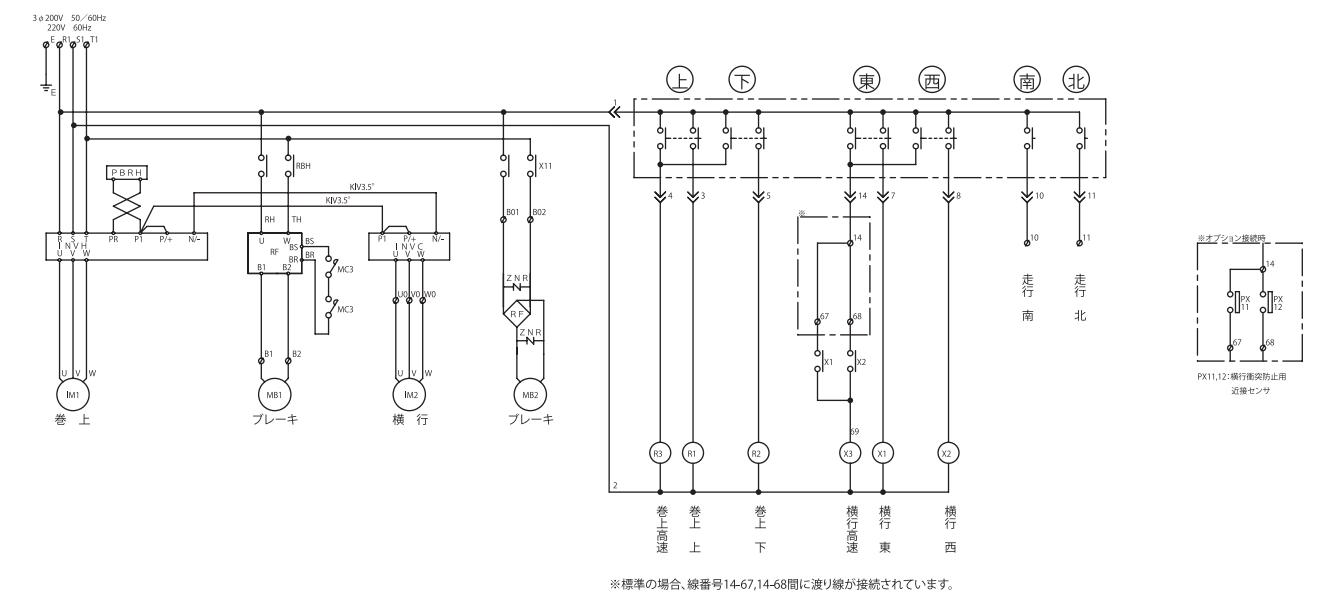 3φ200V 50／60Hz
220V 60Hz
E R1 S1 T1
E
1
上 下 東 西 南 北
RBH
X11
PBRH
KIV3.5°
KIV3.5°
4 3 5 14 7 8 10 11
RH TH
B01 B02
※
R S T PR P1 P/+ N/-
INVH
U V W
U W BS
RF
BR
B1 B2
BS
BR
MC3
MC3
P1 P/+ N/-
INVC
U V W
14
10
11
走行 南
走行 北
U0 V0 W0
ZNR
RF
ZNR
67 68
X1 X2
B1 B2
U V W
IM1
巻 上
MB1
ブレーキ
U V W
IM2
横 行
MB2
ブレーキ
69
R3 R1 R2 X3 X1 X2
2
巻上高速
巻上 上
巻上 下
横行高速
横行 東
横行 西
※オプション接続時
14
PX11
PX12
67 68
PX11,12：横行衝突防止用
近接センサ
※標準の場合、線番号14-67,14-68間に渡り線が接続されています。